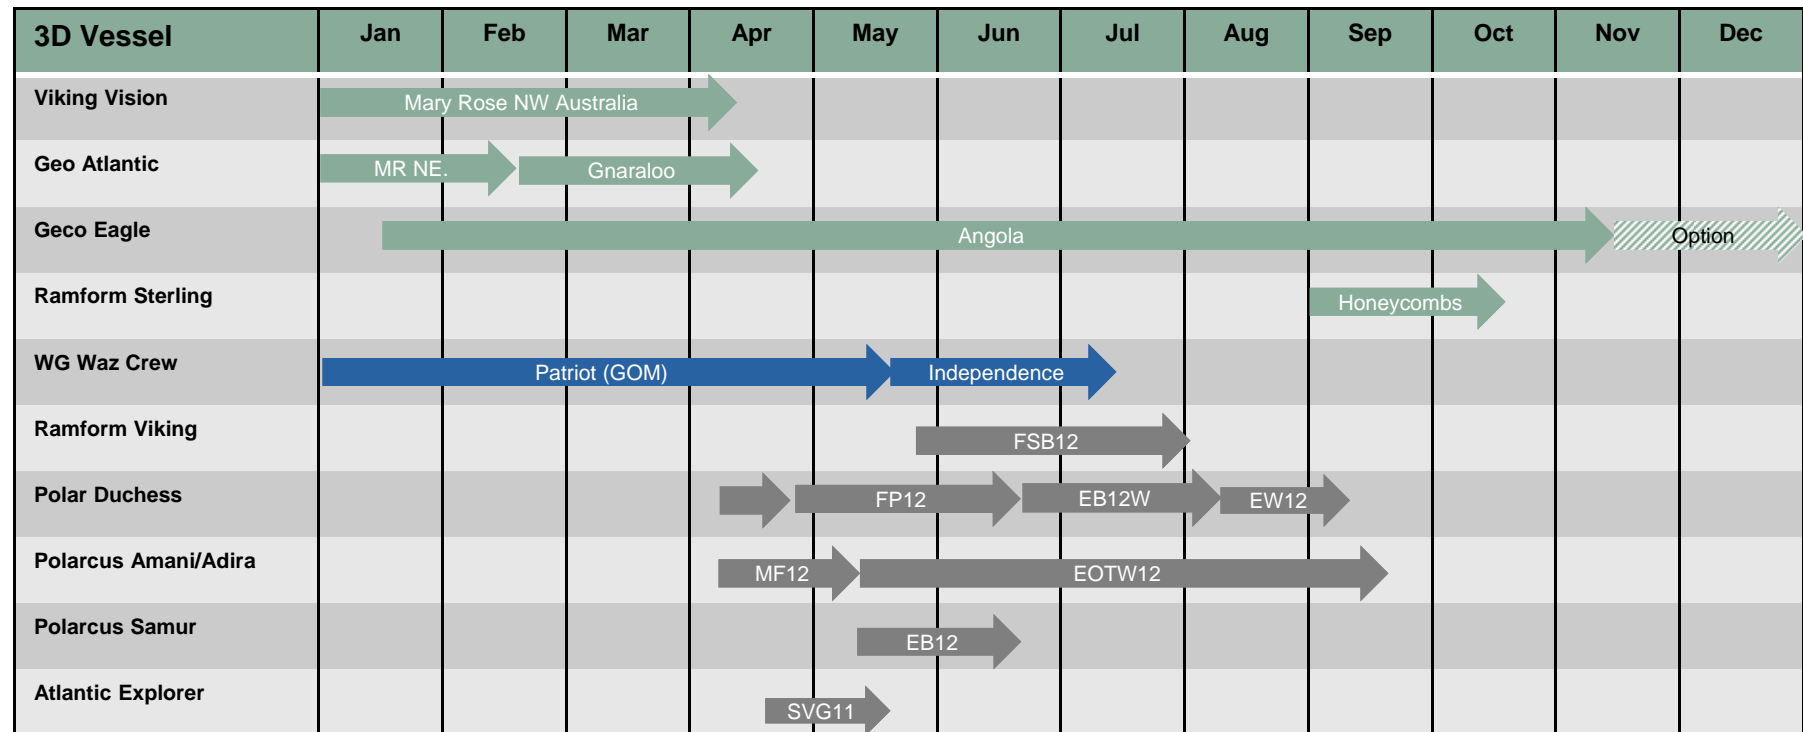 3D Vessel Jan Feb Mar Apr May Jun Jul Aug Sep Oct Nov Dec
Viking Vision Mary Rose NW Australia
Geo Atlantic MR NE. Gnaraloo
Geco Eagle Angola Option
Ramform Sterling Honeycombs
WG Waz Crew Patriot (GOM) Independence
Ramform Viking FSB12
Polar Duchess FP12 EB12W EW12
Polarcus Amani/Adira MF12 EOTW12
Polarcus Samur EB12
Atlantic Explorer SVG11